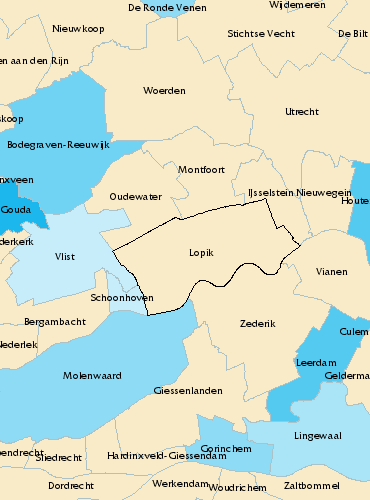 De Ronde Venen
Wijdemeren
Nieuwkoop
Stichtse Vecht
De Bilt
en aan den Rijn
Woerden
Utrecht
skoop
Bodegraven-Reeuwijk
Montfoort
nxveen
IJsselstein
Nieuwegein
Oudewater
Houte
Gouda
derkerk
Vlist
Lopik
Vianen
Schoonhoven
Bergambacht
Zederik
Culem
Nederlek
Leerdam
Molenwaard
Gelderma
Giessenlanden
Lingewaal
Gorinchem
pendrecht
Sliedrecht
Hardinxveld-Giessendam
Dordrecht
Werkendam
Woudrichem
Zaltbommel